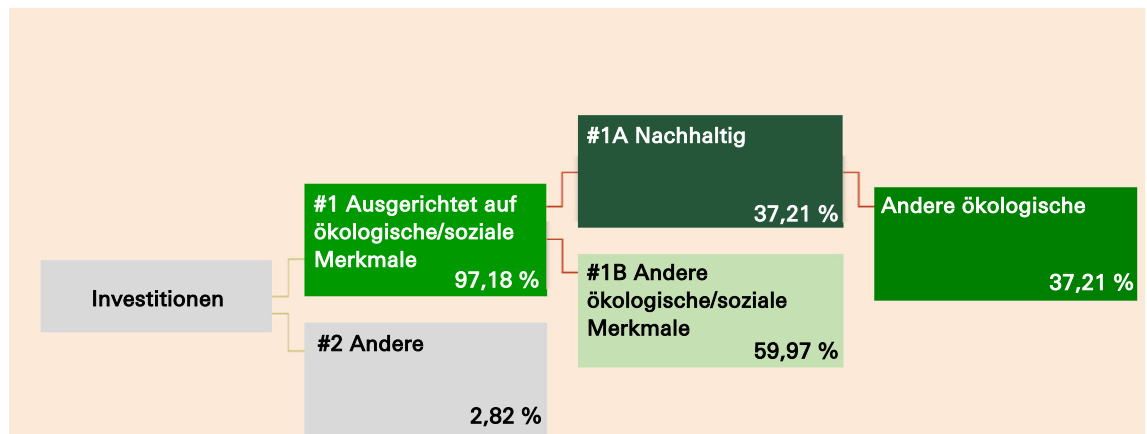 Investitionen
#1 Ausgerichtet auf
ökologische/soziale
Merkmale
97,18 %
#2 Andere
2,82 %
#1A Nachhaltig
37,21 %
#1B Andere
ökologische/soziale
Merkmale
59,97 %
Andere ökologische
37,21 %